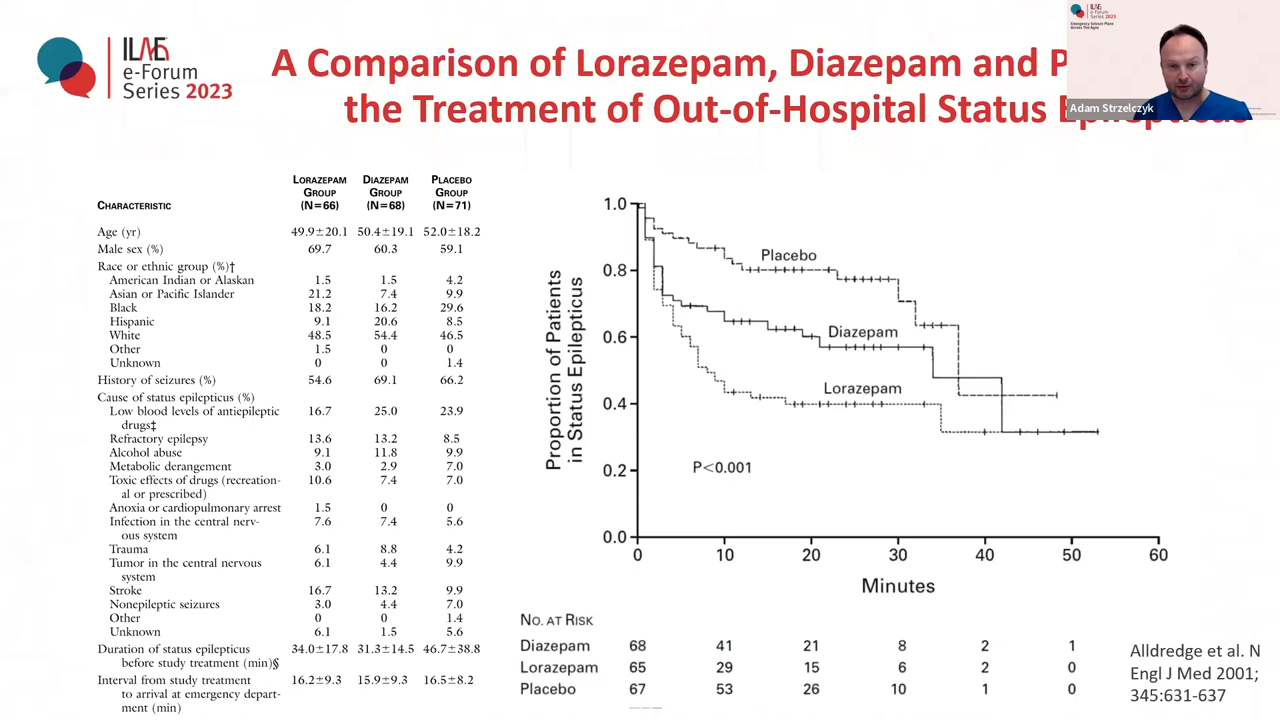 ILAE
e-Forum
Series 2023
A Comparison of Lorazepam, Diazepam and P
the Treatment of Out-of-Hospital Status Epilepticus
ILAE
e-Forum
Series 2023
Emergency Seizure Plans
Across The Ages
Adam Strzelczyk
LORAZEPAM DIAZEPAM PLACEBO
GROUP GROUP GROUP
CHARACTERISTIC (N=66) (N=68) (N=71)
Age (yr) 49.9±20.1 50.4±19.1 52.0±18.2
Male sex (%) 69.7 60.3 59.1
Race or ethnic group (%)†
American Indian or Alaskan 1.5 1.5 4.2
Asian or Pacific Islander 21.2 7.4 9.9
Black 18.2 16.2 29.6
Hispanic 9.1 20.6 8.5
White 48.5 54.4 46.5
Other 1.5 0 0
Unknown 0 0 1.4
History of seizures (%) 54.6 69.1 66.2
Cause of status epilepticus (%)
Low blood levels of antiepileptic 16.7 25.0 23.9
drugs‡
Refractory epilepsy 13.6 13.2 8.5
Alcohol abuse 9.1 11.8 9.9
Metabolic derangement 3.0 2.9 7.0
Toxic effects of drugs (recreation- 10.6 7.4 7.0
al or prescribed)
Anoxia or cardiopulmonary arrest 1.5 0 0
Infection in the central nerv- 7.6 7.4 5.6
ous system
Trauma 6.1 8.8 4.2
Tumor in the central nervous 6.1 4.4 9.9
system
Stroke 16.7 13.2 9.9
Nonepileptic seizures 3.0 4.4 7.0
Other 0 0 1.4
Unknown 6.1 1.5 5.6
Duration of status epilepticus 34.0±17.8 31.3±14.5 46.7±38.8
before study treatment (min)§
Interval from study treatment 16.2±9.3 15.9±9.3 16.5±8.2
to arrival at emergency depart-
ment (min)
Proportion of Patients
in Status Epilepticus
1.0
0.8
0.6
0.4
0.2
0.0
Placebo
Diazepam
Lorazepam
P<0.001
0 10 20 30 40 50 60
Minutes
NO. AT RISK
Diazepam 68 41 21 8 2 1
Lorazepam 65 29 15 6 2 0
Placebo 67 53 26 10 1 0
Alldredge et al. N
Engl J Med 2001;
345:631-637